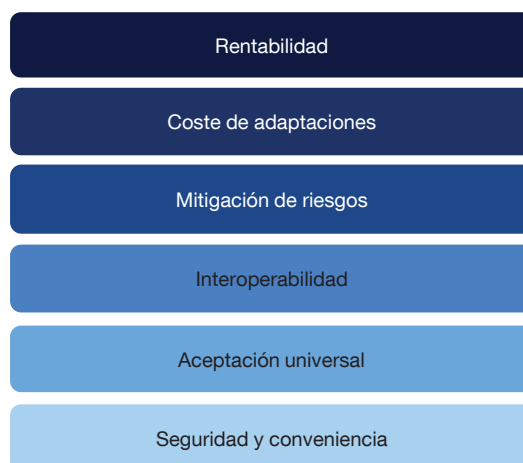 Rentabilidad
Coste de adaptaciones
Mitigación de riesgos
Interoperabilidad
Aceptación universal
Seguridad y conveniencia